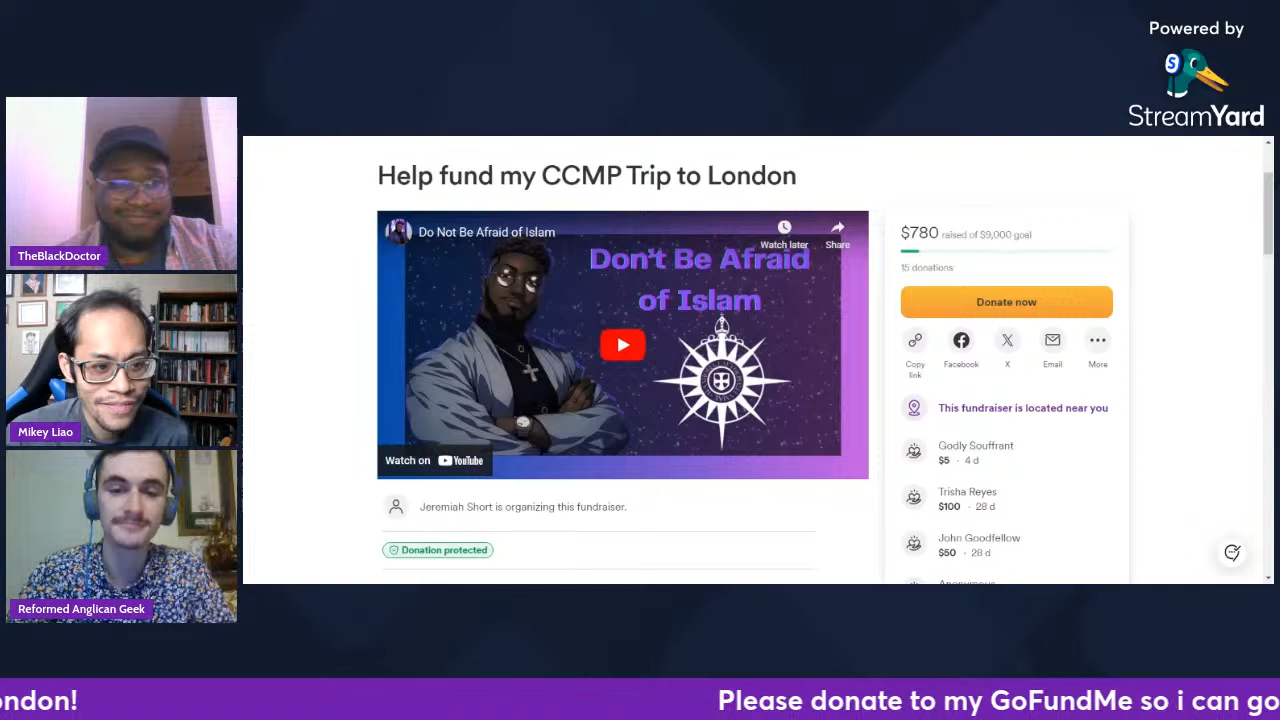 Powered by
StreamYard
TheBlackDoctor
Mikey Liao
Reformed Anglican Geek
Help fund my CCMP Trip to London
Do Not Be Afraid of Islam
Watch later
Share
Don't Be Afraid
of Islam
Watch on YouTube
Jeremiah Short is organizing this fundraiser.
Donation protected
$780 raised of $9,000 goal
15 donations
Donate now
Copy
link
Facebook
X
Email
More
This fundraiser is located near you
Godly Souffrant
$5 · 4 d
Trisha Reyes
$100 · 28 d
John Goodfellow
$50 · 28 d
Anonymous
ondon!
Please donate to my GoFundMe so i can go